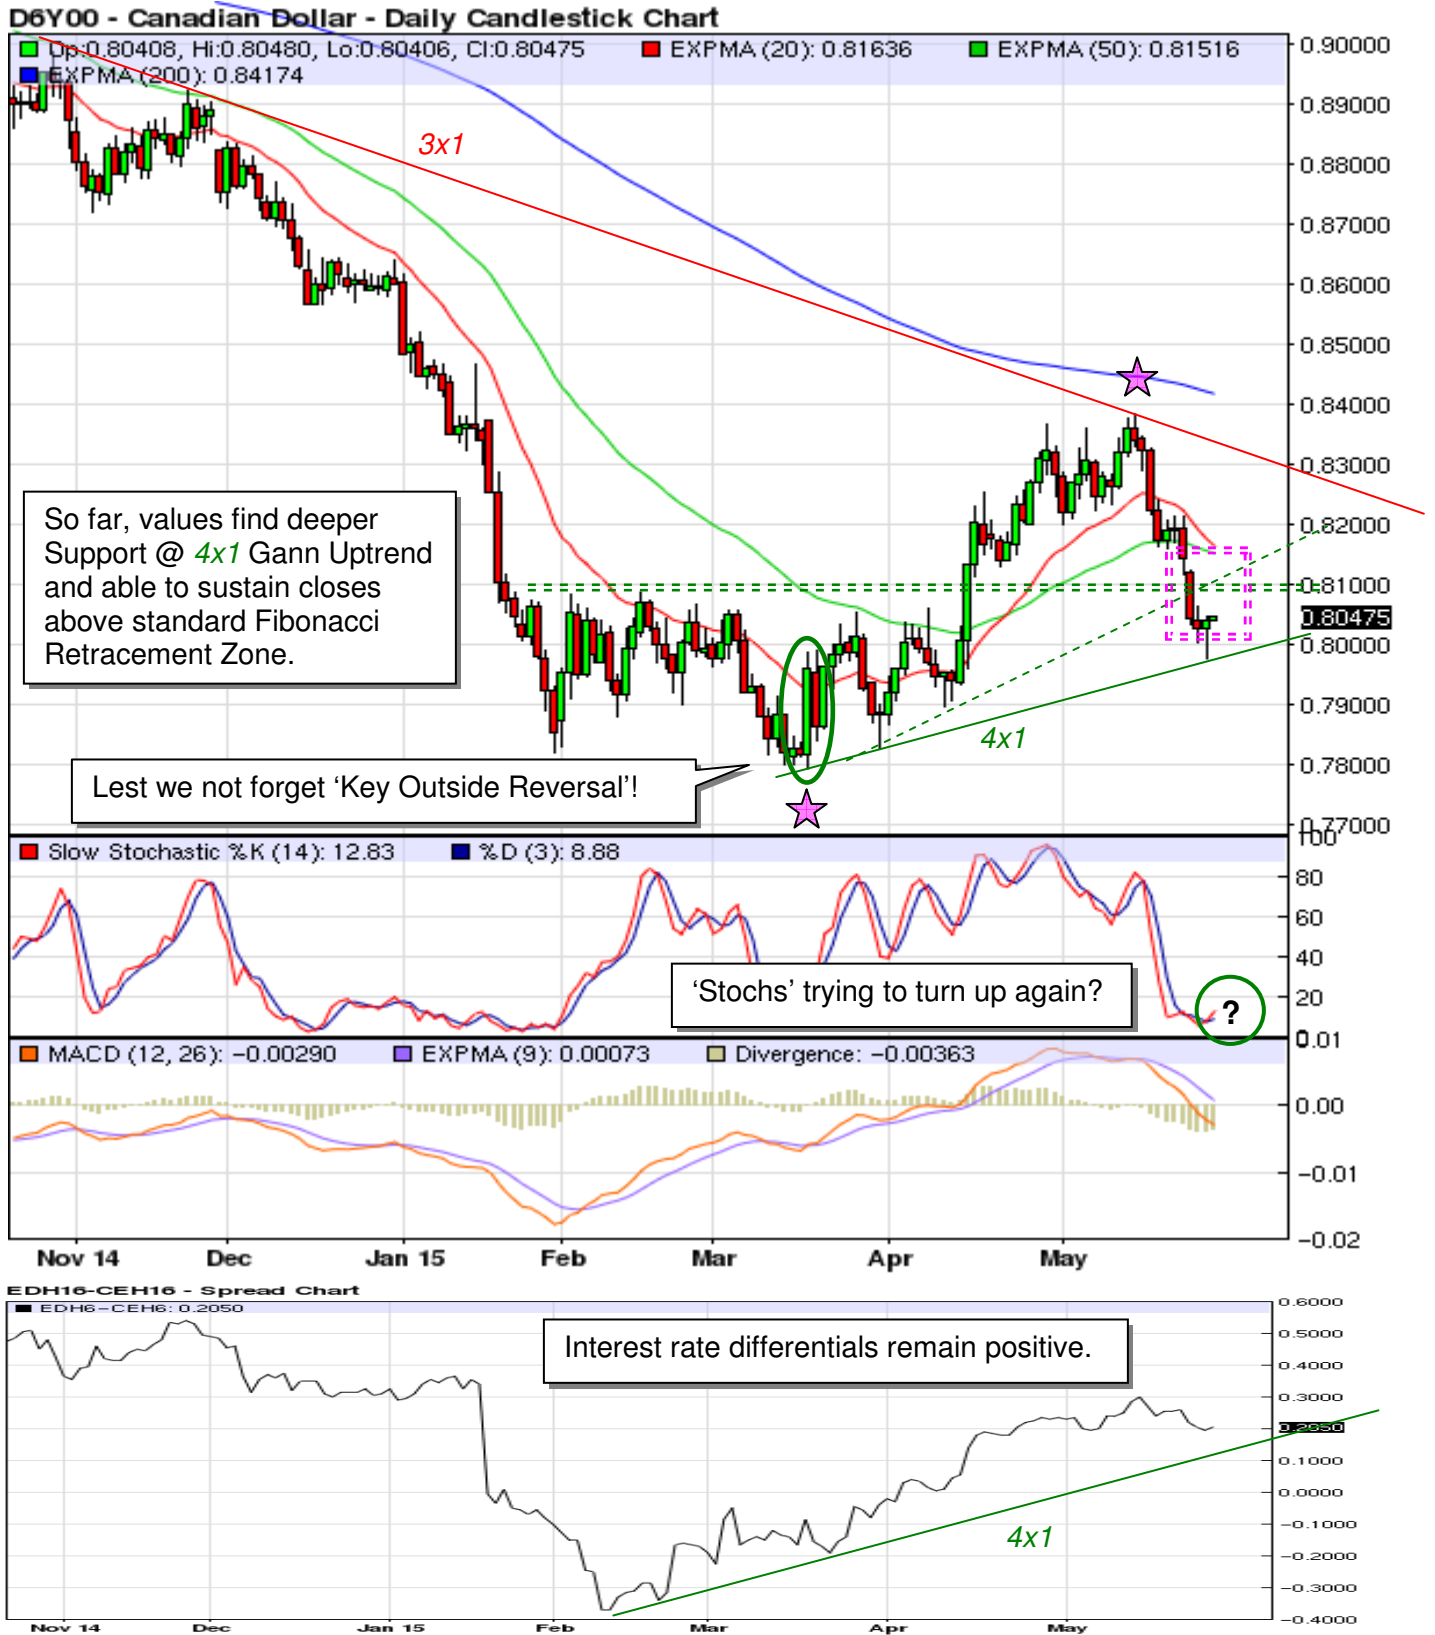 D6Y00 - Canadian Dollar - Daily Candlestick Chart
Op:0.80408, Hi:0.80480, Lo:0.80406, Cl:0.80475 EXPMA (20): 0.81636 EXPMA (50): 0.81516
EXPMA (200): 0.84174
0.90000
0.89000
3x1
0.88000
0.87000
0.86000
0.85000
0.84000
0.83000
So far, values find deeper
Support @ 4x1 Gann Uptrend
and able to sustain closes
above standard Fibonacci
Retracement Zone.
0.82000
0.81000
0.80475
0.80000
0.79000
4x1
0.78000
Lest we not forget ‘Key Outside Reversal’!
0.77000
Slow Stochastic %K (14): 12.83 %D (3): 8.88
100
80
60
40
20
0
‘Stochs’ trying to turn up again?
?
MACD (12, 26): −0.00290 EXPMA (9): 0.00073 Divergence: −0.00363
0.01
0.00
−0.01
−0.02
Nov 14 Dec Jan 15 Feb Mar Apr May
EDH16-CEH16 - Spread Chart
EDH6−CEH6: 0.2050
0.6000
Interest rate differentials remain positive.
0.5000
0.4000
0.3000
0.2050
0.1000
0.0000
−0.1000
4x1
−0.2000
−0.3000
−0.4000
Nov 14 Dec Jan 15 Feb Mar Apr May